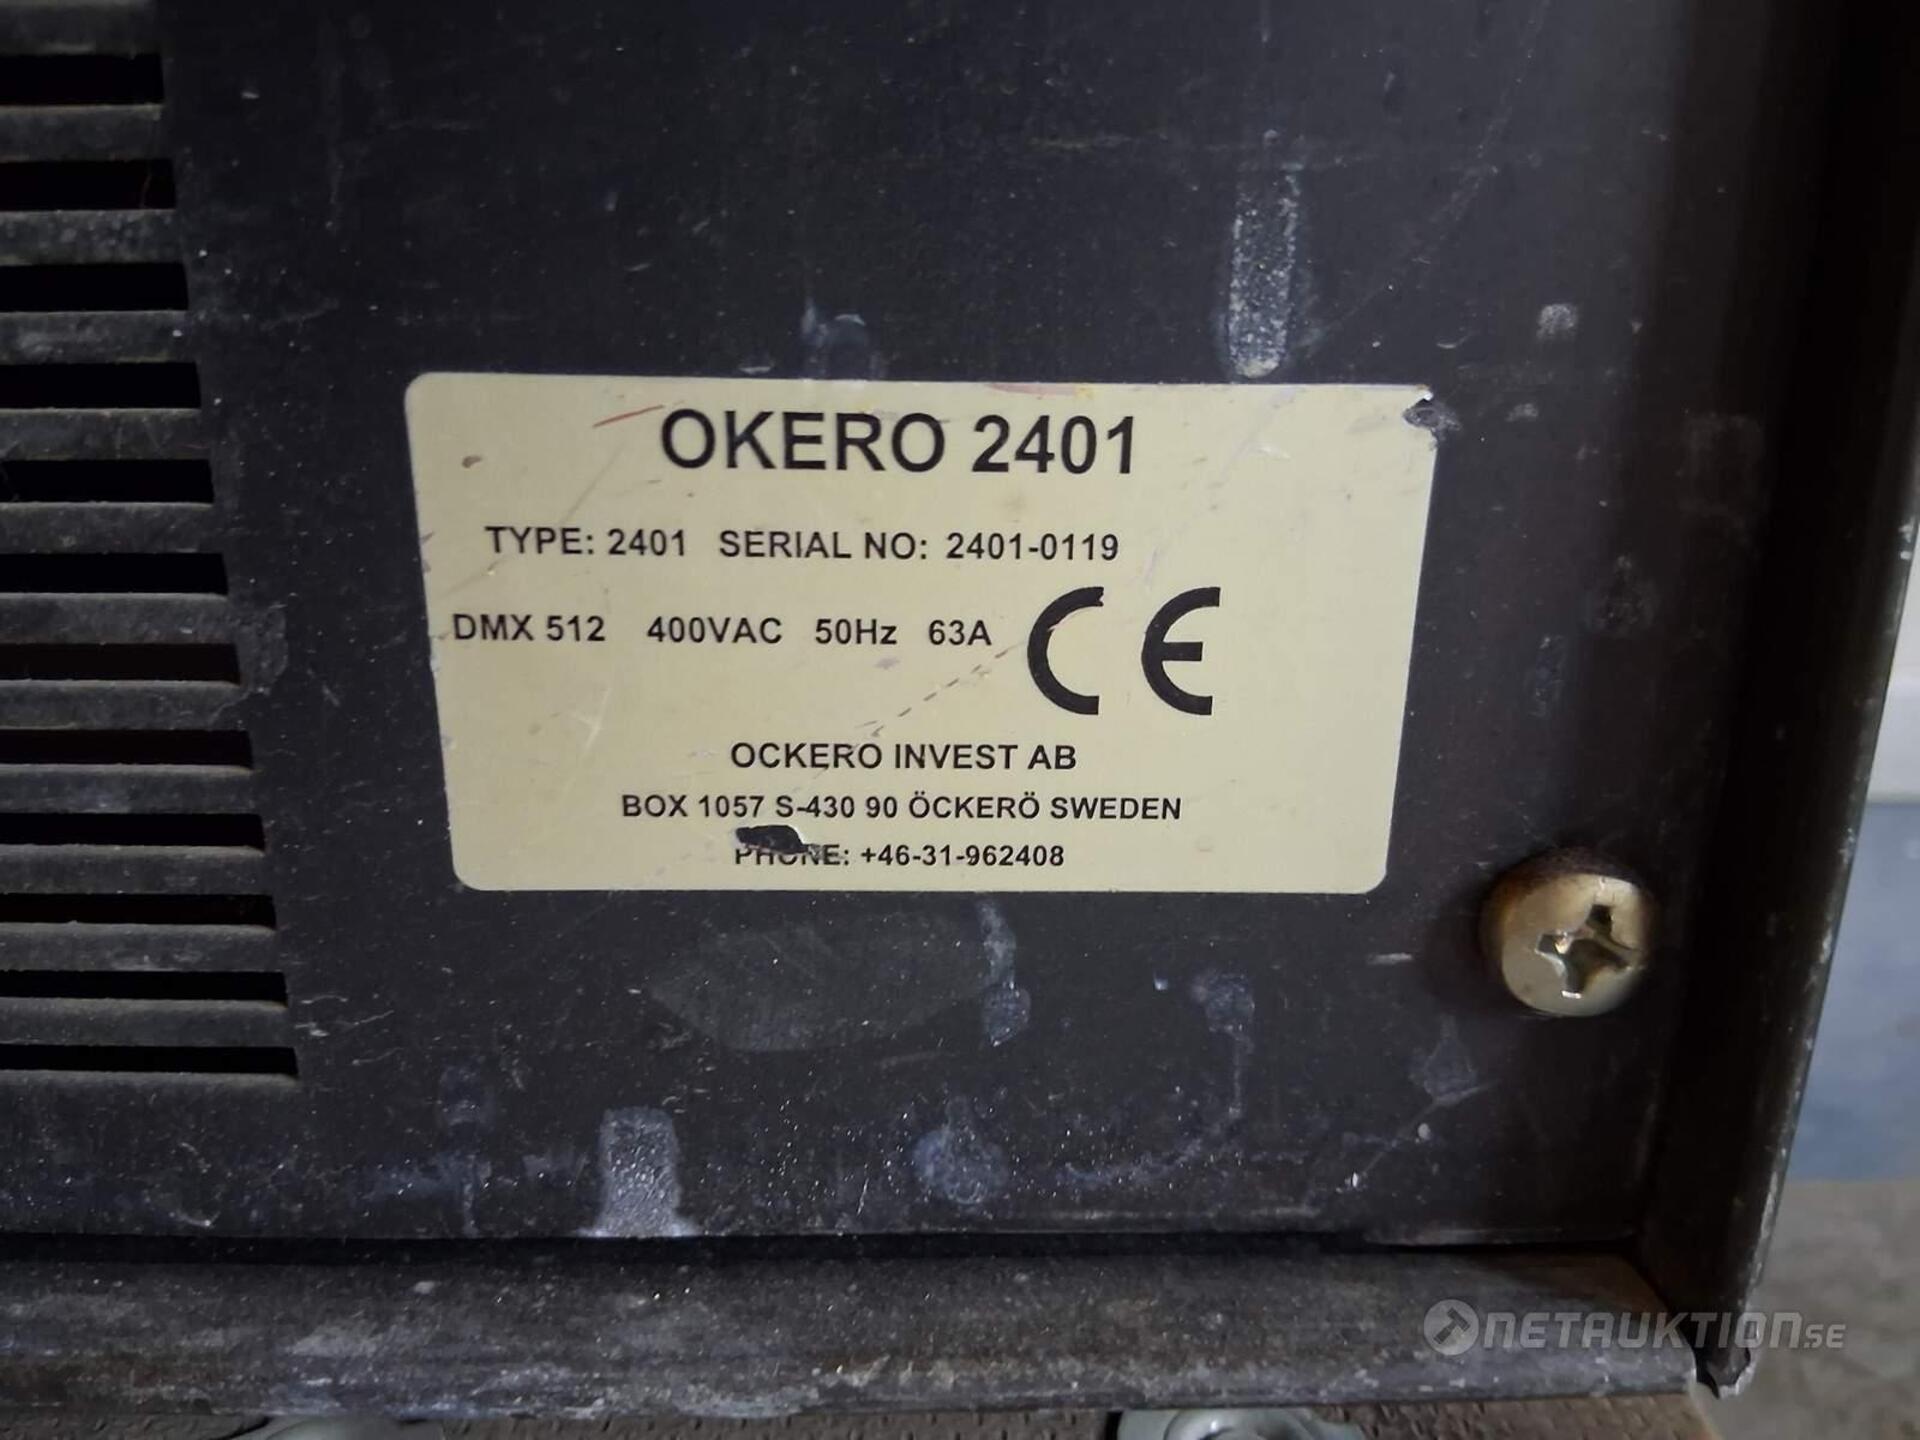 OKERO 2401
TYPE: 2401 SERIAL NO: 2401-0119
DMX 512 400VAC 50Hz 63A CE
OCKERO INVEST AB
BOX 1057 S-430 90 ÖCKERÖ SWEDEN
PHONE: +46-31-962408
NETAUKTION.SE